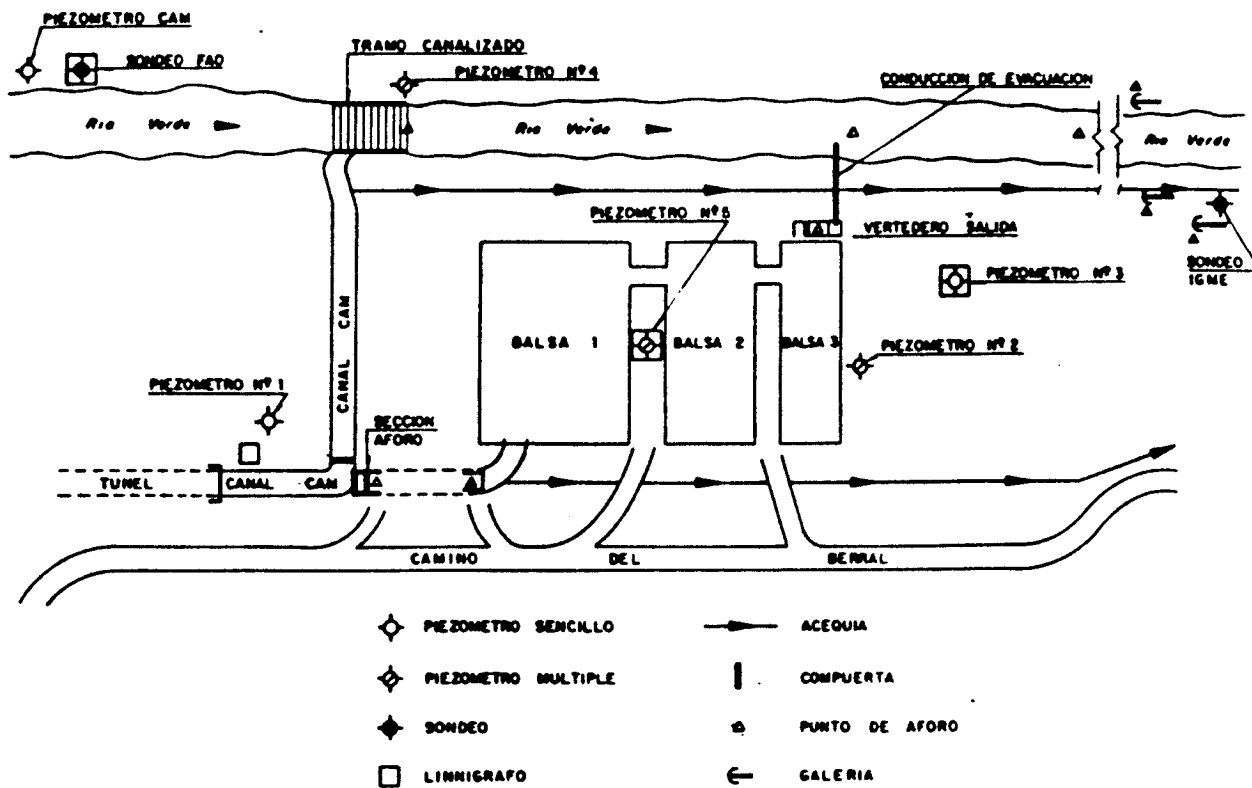 PIEZOMETRO CAM
SONDEO FAO
TRAMO CANALIZADO
PIEZOMETRO Nº 4
CONDUCCION DE EVACUACION
Rio Verde
Rio Verde
Rio Verde
PIEZOMETRO Nº 5
VERTEDERO SALIDA
SONDEO
IGME
PIEZOMETRO Nº 3
CANAL CAM
BALSA 1
BALSA 2
BALSA 3
PIEZOMETRO Nº 2
PIEZOMETRO Nº 1
SECCION
AFORO
TUNEL
CANAL CAM
CAMINO DEL BERRAL
PIEZOMETRO SENCILLO
ACEQUIA
PIEZOMETRO MULTIPLE
COMPUERTA
SONDEO
PUNTO DE AFORO
LINNIGRAFO
GALERIA